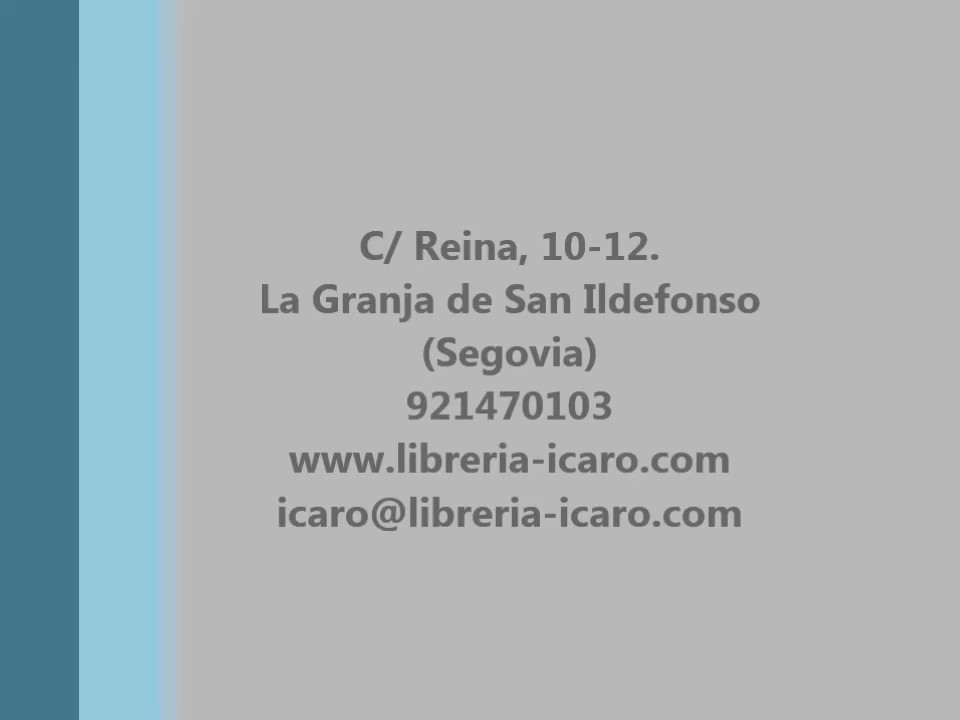 C/ Reina, 10-12.
La Granja de San Ildefonso
(Segovia)
921470103
www.libreria-icaro.com
icaro@libreria-icaro.com